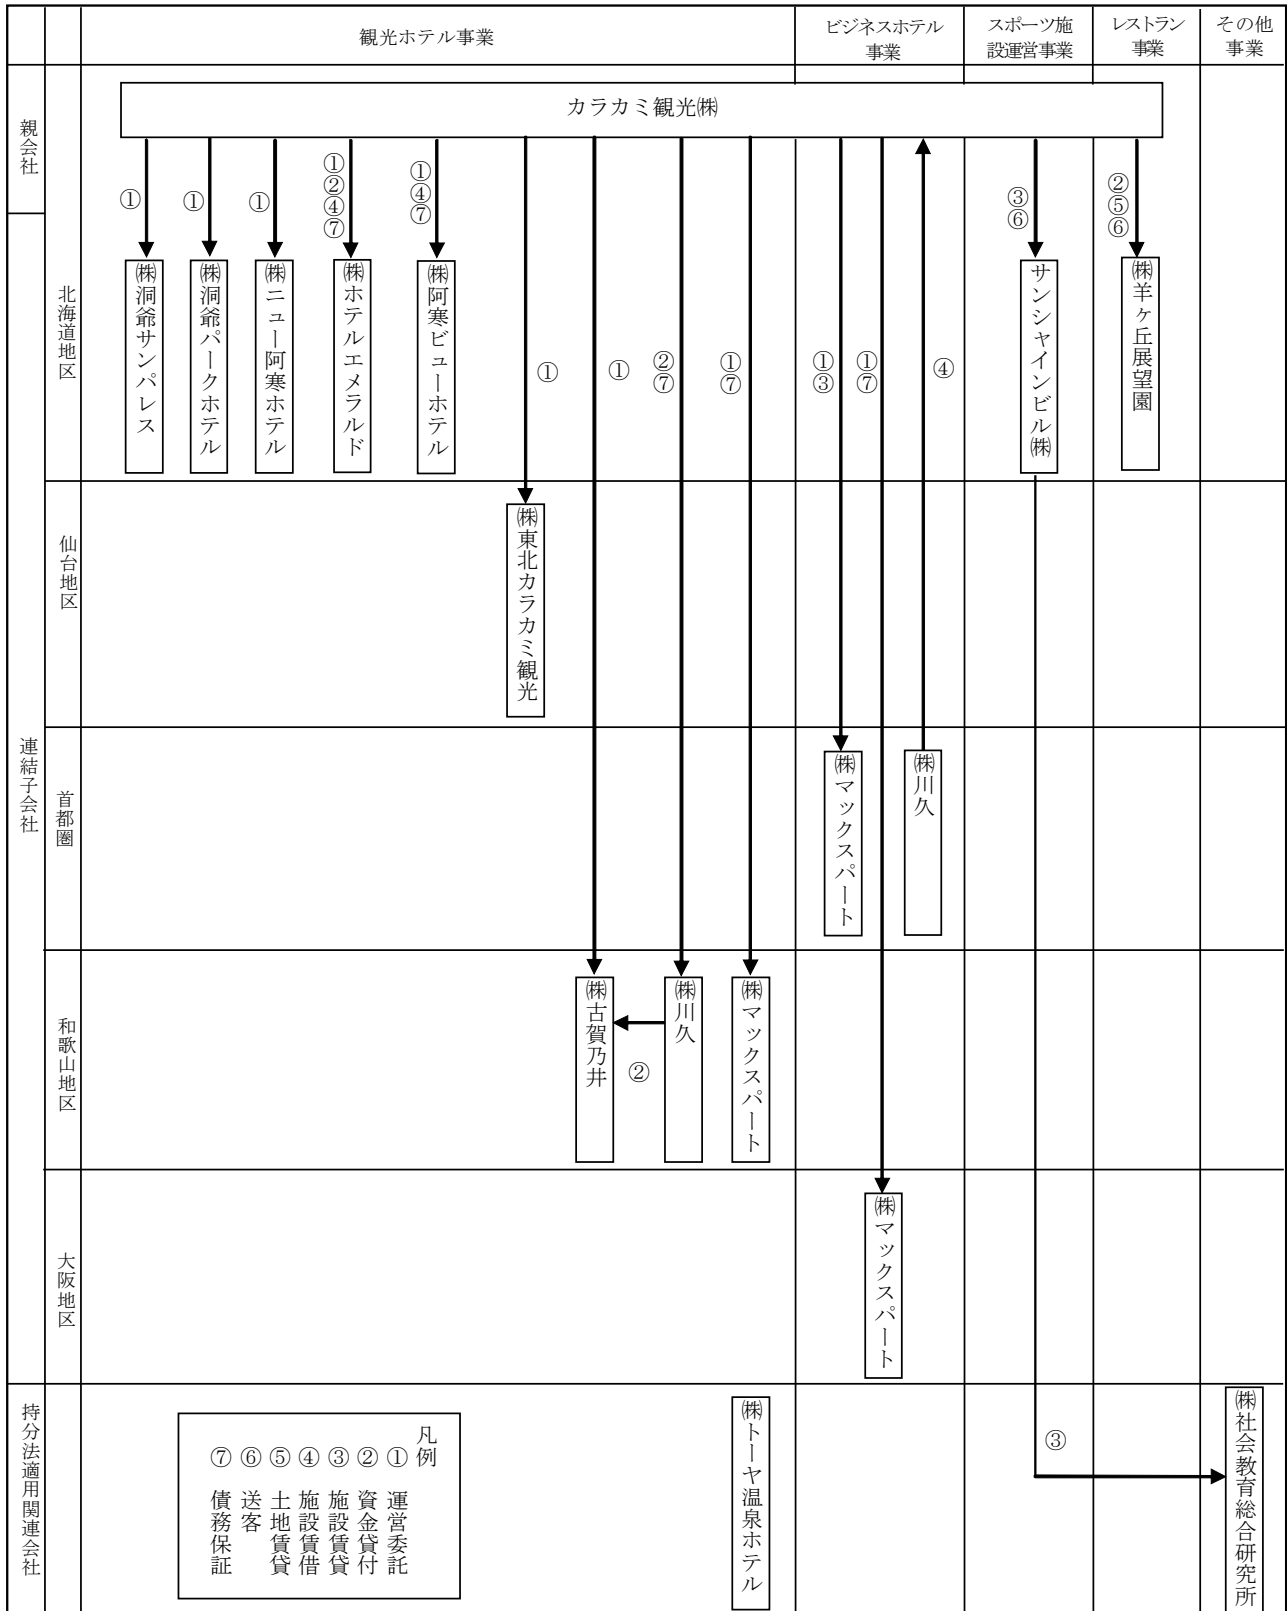 観光ホテル事業
ビジネスホテル
事業
スポーツ施
設運営事業
レストラン
事業
その他
事業
親会社
カラカミ観光㈱
①
①
①
①②④⑦
①④⑦
①
①
②⑦
①⑦
①③
①⑦
④
③⑥
②⑤⑥
連結子会社
北海道地区
㈱洞爺サンパレス
㈱洞爺パークホテル
㈱ニュー阿寒ホテル
㈱ホテルエメラルド
㈱阿寒ビューホテル
サンシャインビル㈱
㈱羊ヶ丘展望園
仙台地区
㈱東北カラカミ観光
首都圏
㈱マックスパート
㈱川久
和歌山地区
㈱古賀乃井
②
㈱川久
㈱マックスパート
大阪地区
㈱マックスパート
持分法適用関連会社
凡例
① 運営委託
② 資金貸付
③ 施設賃貸
④ 施設賃借
⑤ 土地賃貸
⑥ 送客
⑦ 債務保証
㈱トーヤ温泉ホテル
③
㈱社会教育総合研究所